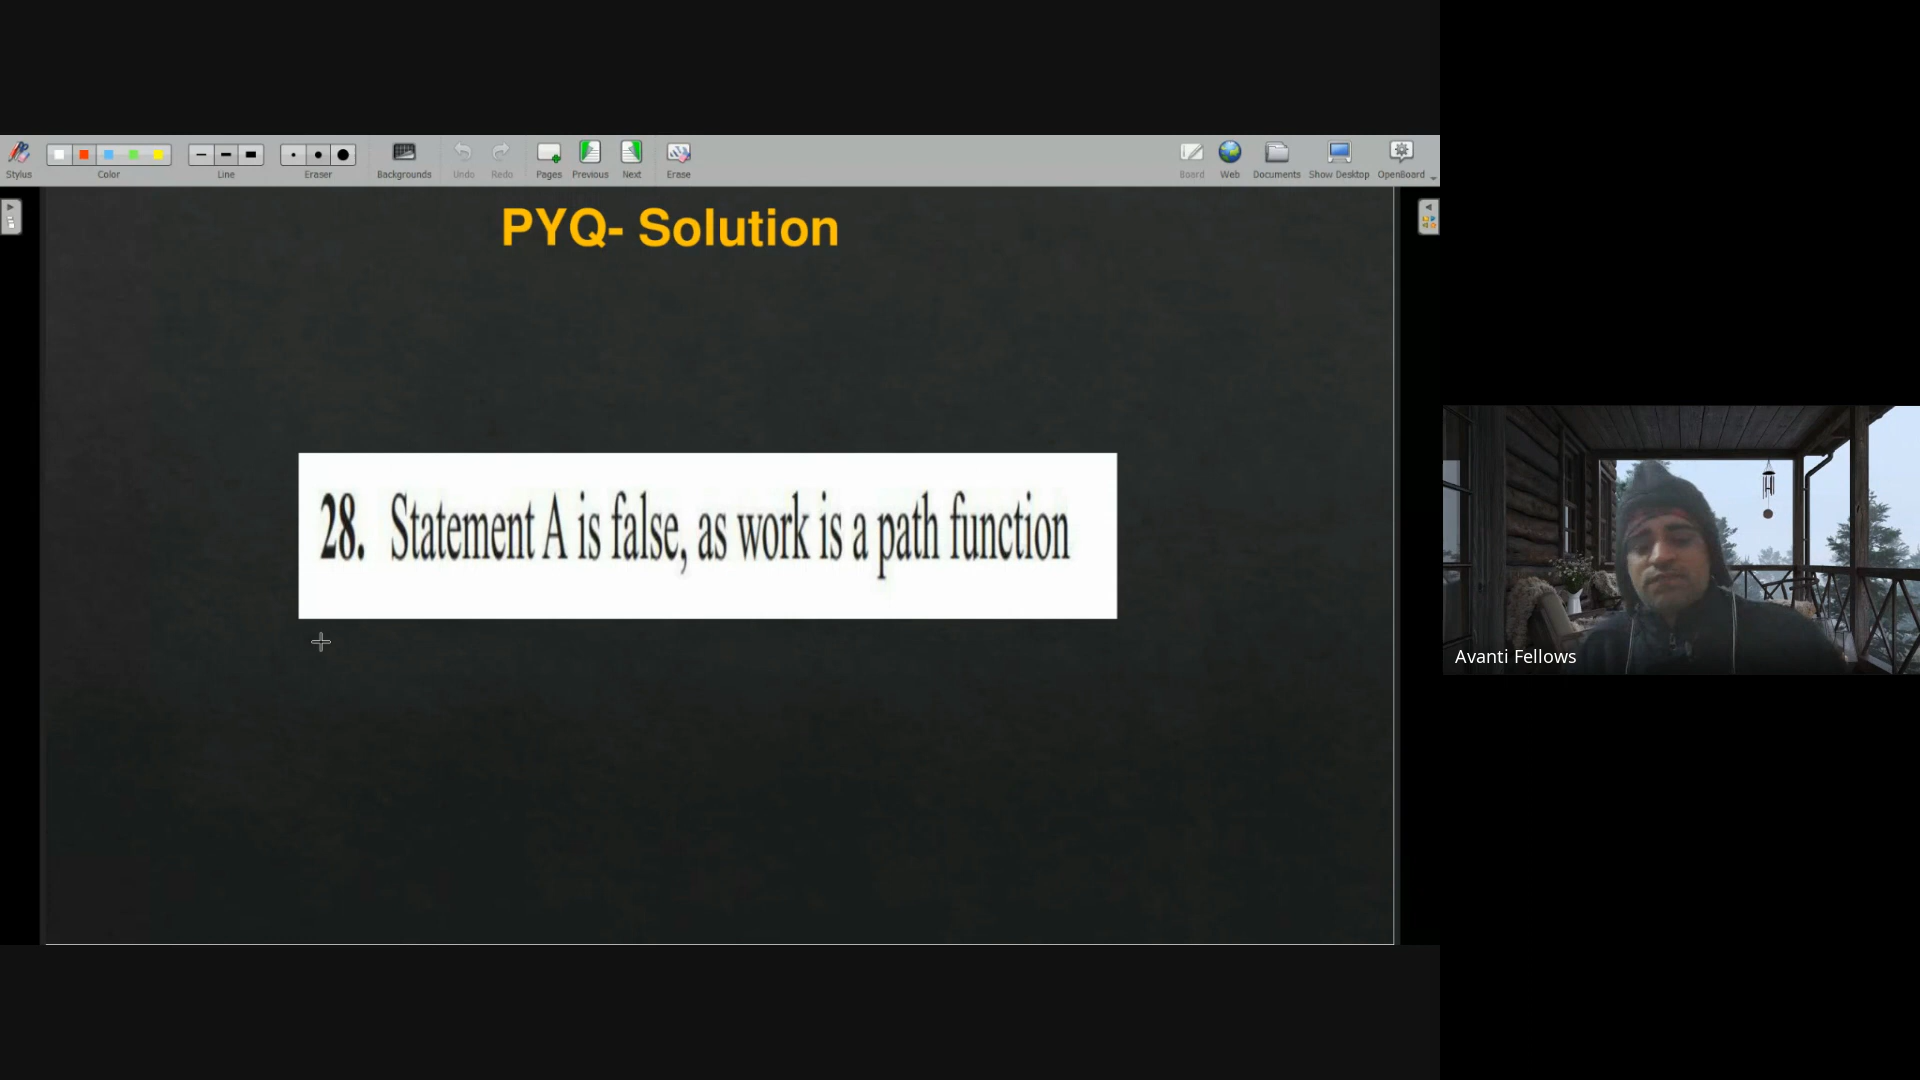 Stylus
Color
Line
Eraser
Backgrounds
Undo
Redo
Pages
Previous
Next
Erase
Board
Web
Documents
Show Desktop
OpenBoard
PYQ- Solution
28. Statement A is false, as work is a path function
Avanti Fellows